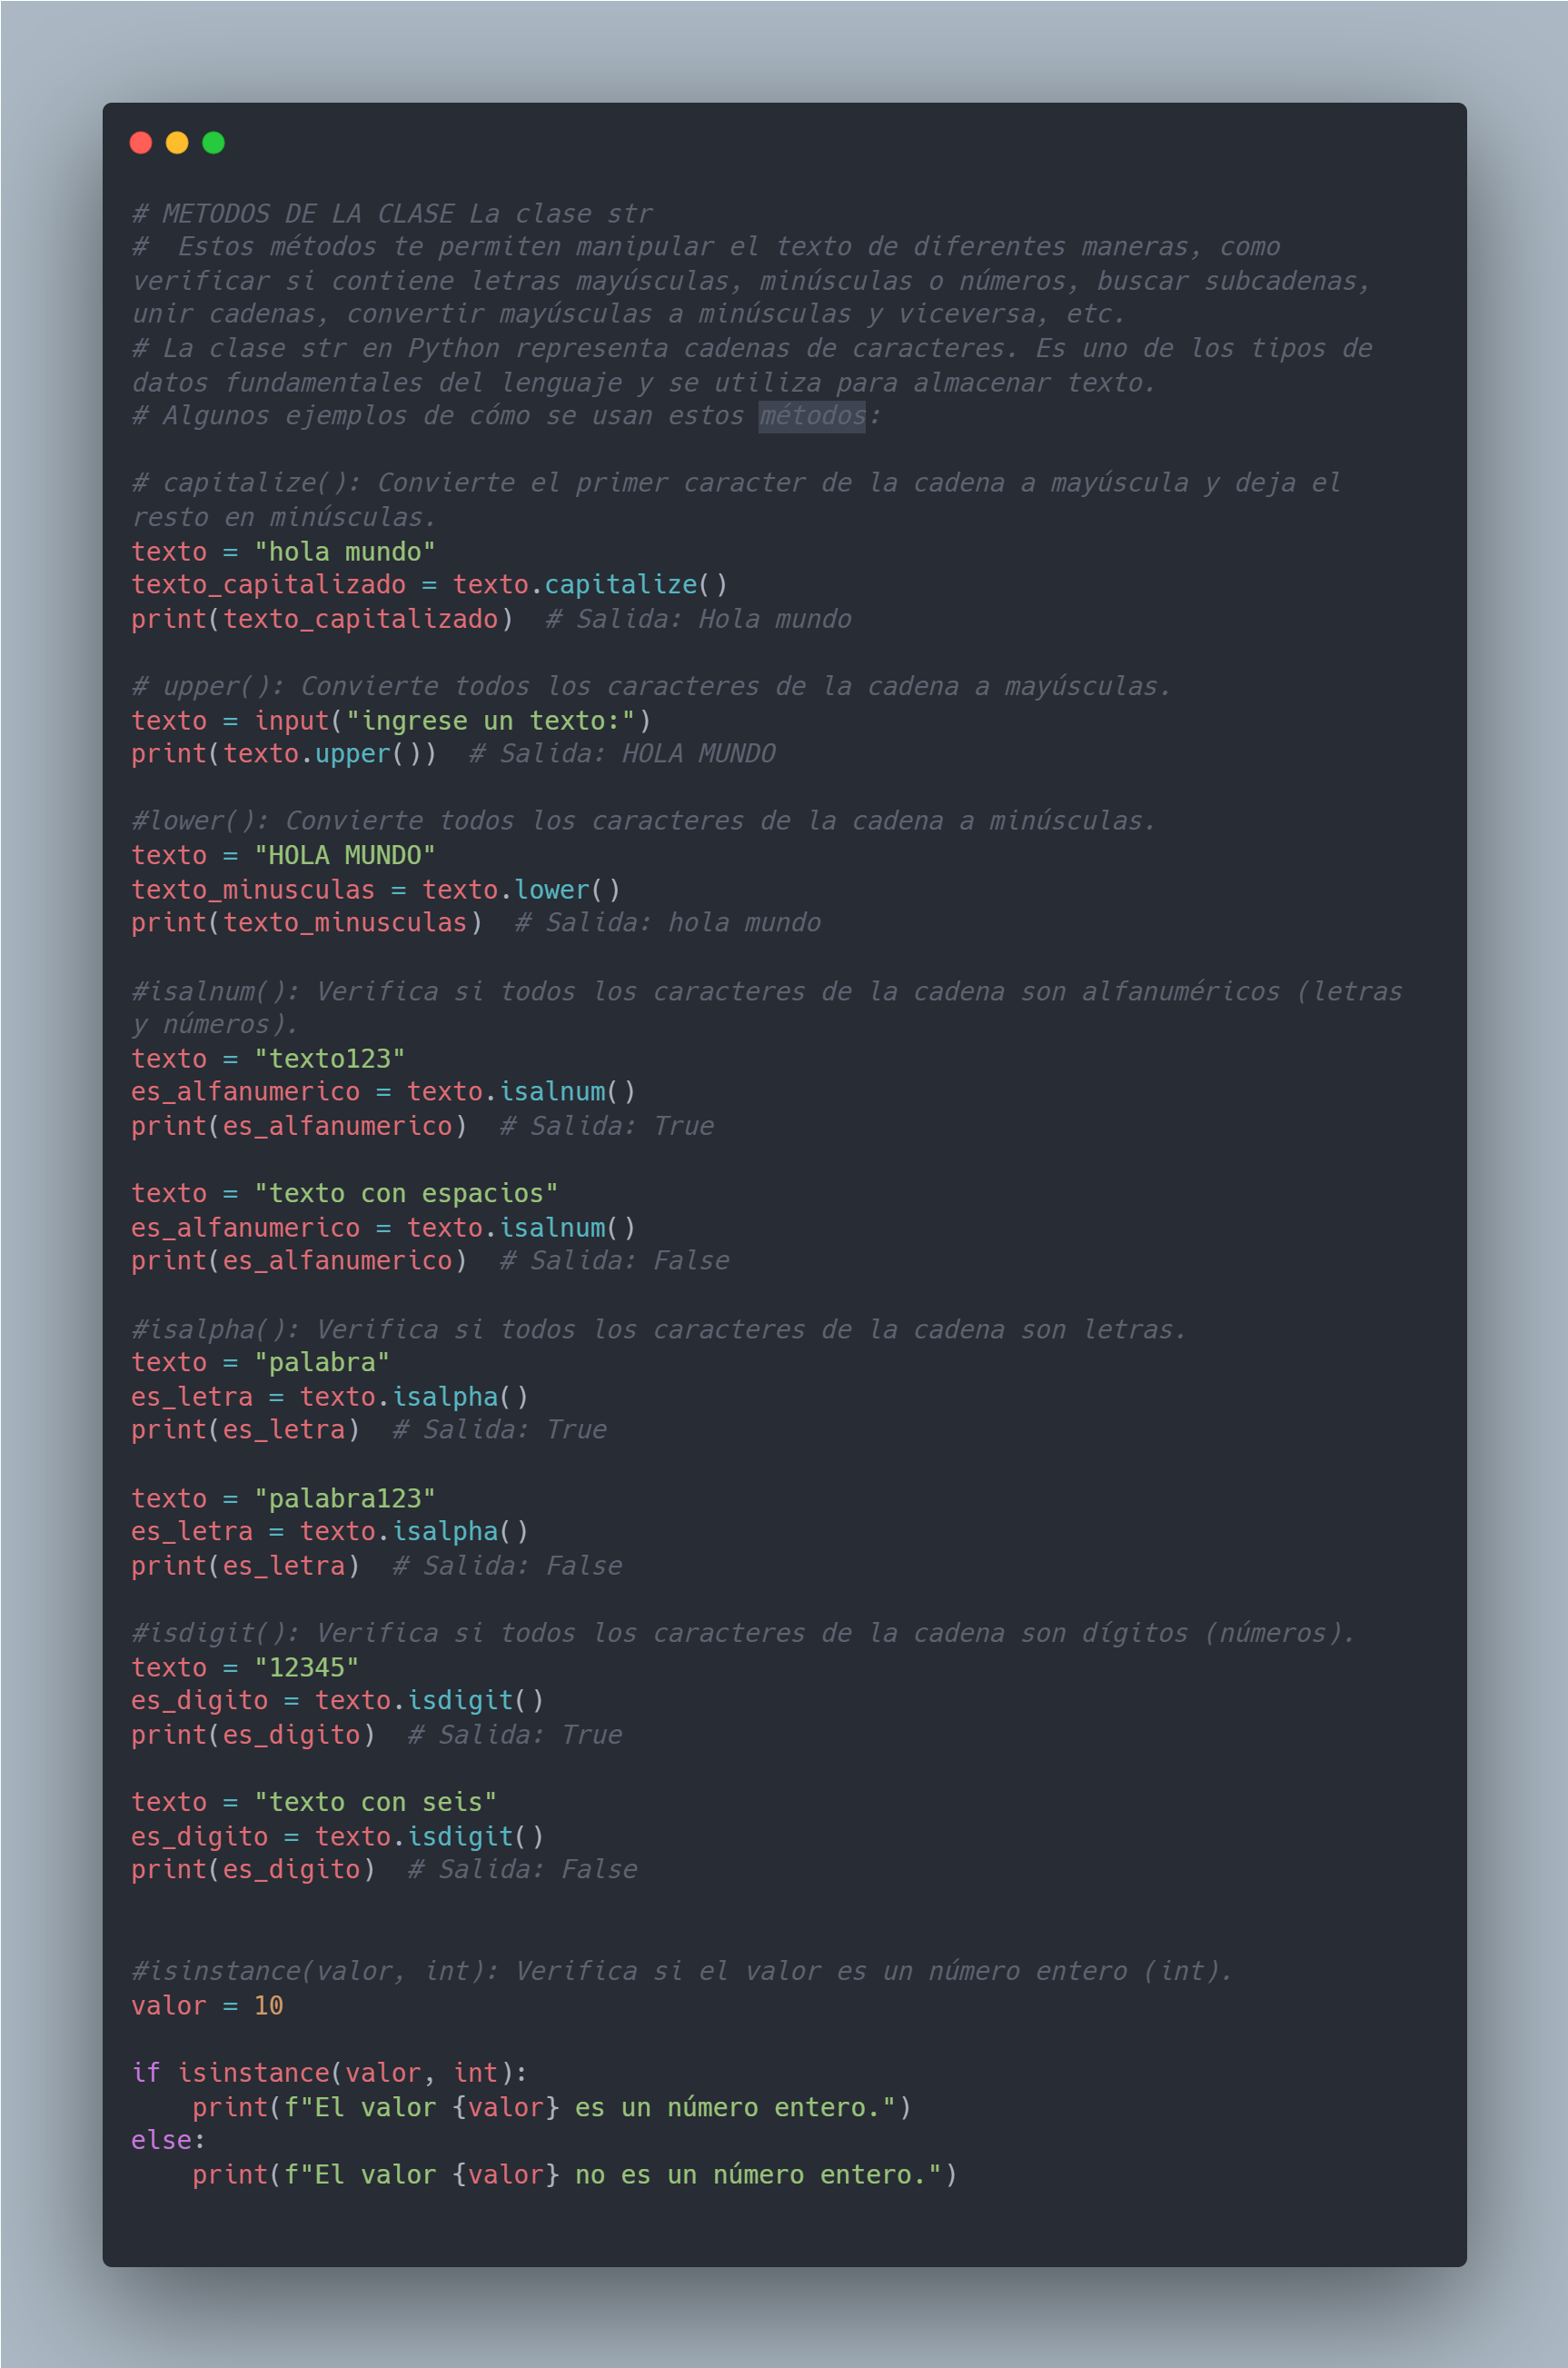 # METODOS DE LA CLASE La clase str
#  Estos métodos te permiten manipular el texto de diferentes maneras, como
verificar si contiene letras mayúsculas, minúsculas o números, buscar subcadenas,
unir cadenas, convertir mayúsculas a minúsculas y viceversa, etc.
# La clase str en Python representa cadenas de caracteres. Es uno de los tipos de
datos fundamentales del lenguaje y se utiliza para almacenar texto.
# Algunos ejemplos de cómo se usan estos métodos:

# capitalize(): Convierte el primer caracter de la cadena a mayúscula y deja el
resto en minúsculas.
texto = "hola mundo"
texto_capitalizado = texto.capitalize()
print(texto_capitalizado)  # Salida: Hola mundo

# upper(): Convierte todos los caracteres de la cadena a mayúsculas.
texto = input("ingrese un texto:")
print(texto.upper())  # Salida: HOLA MUNDO

#lower(): Convierte todos los caracteres de la cadena a minúsculas.
texto = "HOLA MUNDO"
texto_minusculas = texto.lower()
print(texto_minusculas)  # Salida: hola mundo

#isalnum(): Verifica si todos los caracteres de la cadena son alfanuméricos (letras
y números).
texto = "texto123"
es_alfanumerico = texto.isalnum()
print(es_alfanumerico)  # Salida: True

texto = "texto con espacios"
es_alfanumerico = texto.isalnum()
print(es_alfanumerico)  # Salida: False

#isalpha(): Verifica si todos los caracteres de la cadena son letras.
texto = "palabra"
es_letra = texto.isalpha()
print(es_letra)  # Salida: True

texto = "palabra123"
es_letra = texto.isalpha()
print(es_letra)  # Salida: False

#isdigit(): Verifica si todos los caracteres de la cadena son dígitos (números).
texto = "12345"
es_digito = texto.isdigit()
print(es_digito)  # Salida: True

texto = "texto con seis"
es_digito = texto.isdigit()
print(es_digito)  # Salida: False


#isinstance(valor, int): Verifica si el valor es un número entero (int).
valor = 10

if isinstance(valor, int):
    print(f"El valor {valor} es un número entero.")
else:
    print(f"El valor {valor} no es un número entero.")